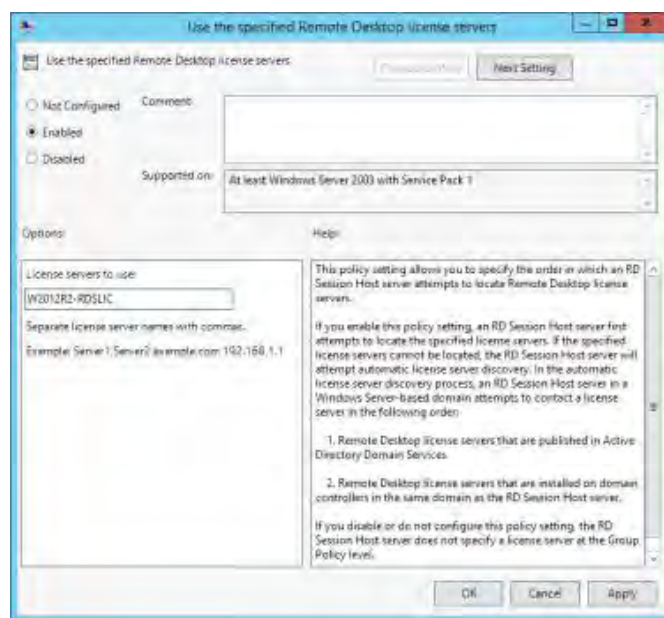 Use the specified Remote Desktop license servers
Use the specified Remote Desktop license servers
Next Setting
Not Configured
Comment:
Enabled
Disabled
Supported on:
At least Windows Server 2003 with Service Pack 1
Options:
Help:
License servers to use:
W2012R2-RDSLIC
Separate license server names with commas.
Example: Server1,Server2.example.com,192.168.1.1
This policy setting allows you to specify the order in which an RD
Session Host server attempts to locate Remote Desktop license
servers.
If you enable this policy setting, an RD Session Host server first
attempts to locate the specified license servers. If the specified
license servers cannot be located, the RD Session Host server will
attempt automatic license server discovery. In the automatic
license server discovery process, an RD Session Host server in a
Windows Server-based domain attempts to contact a license
server in the following order:
1. Remote Desktop license servers that are published in Active
Directory Domain Services.
2. Remote Desktop license servers that are installed on domain
controllers in the same domain as the RD Session Host server.
If you disable or do not configure this policy setting, the RD
Session Host server does not specify a license server at the Group
Policy level.
OK
Cancel
Apply